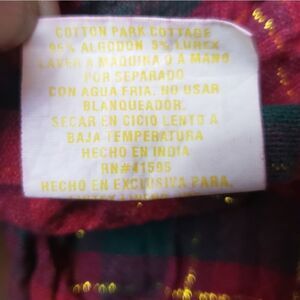 COTTON PARK COTTAGE
95% ALGODON 5% LUREX
LAVER A MAQUINA O A MANO
POR SEPARADO
CON AGUA FRIA. NO USAR
BLANQUEADOR.
SECAR EN CICIO LENTO A
BAJA TEMPERATURA
HECHO EN INDIA
RN#41595
HECHO EN EXCLUSIVA PARA,